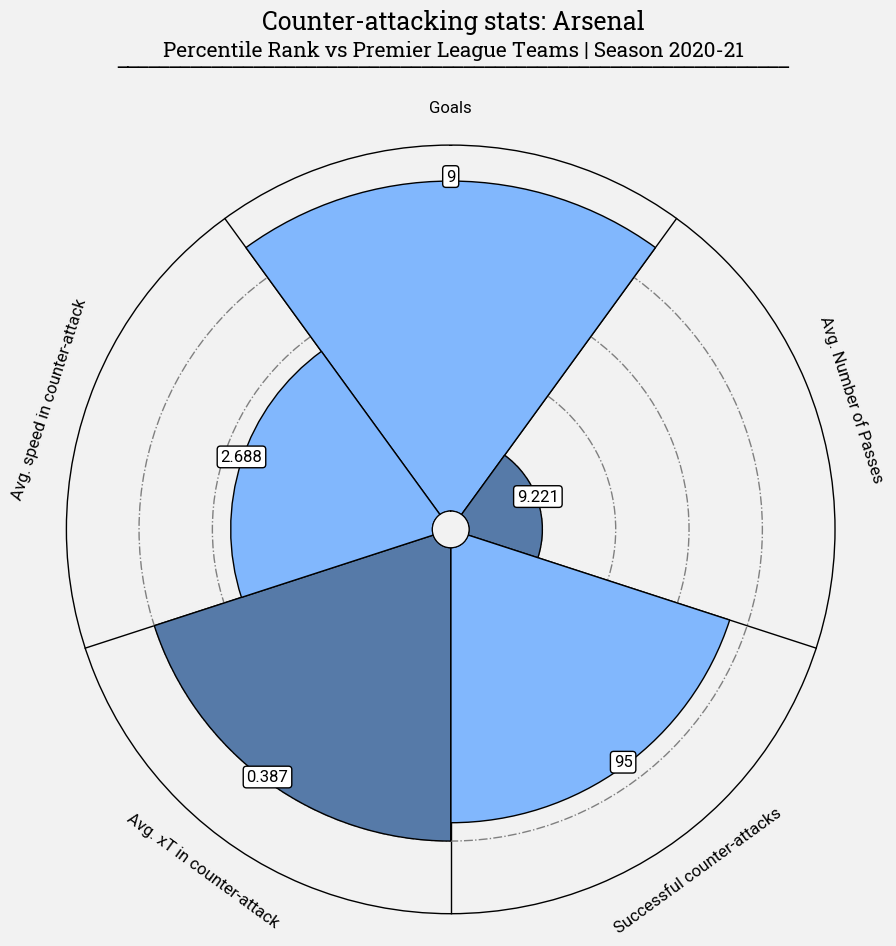 Counter-attacking stats: Arsenal
Percentile Rank vs Premier League Teams | Season 2020-21
Goals
9
Avg. Number of Passes
9.221
Successful counter-attacks
95
Avg. xT in counter-attack
0.387
Avg. speed in counter-attack
2.688